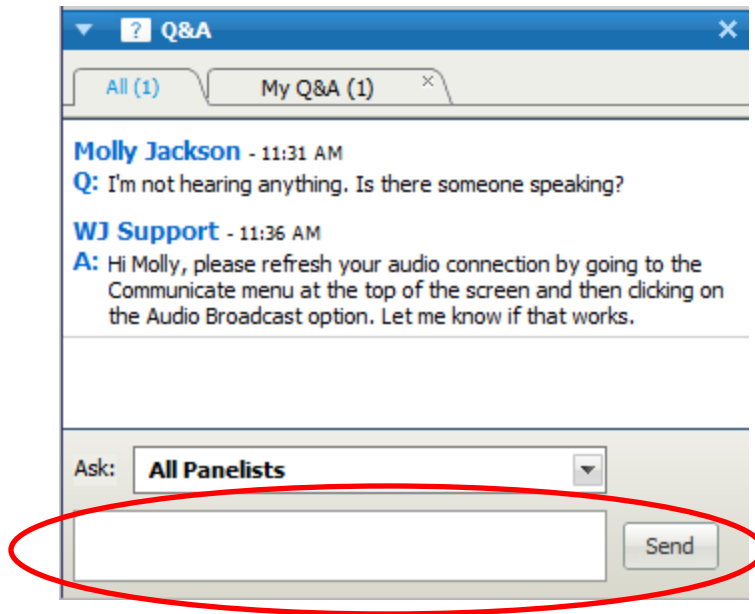 ? Q&A
All (1) My Q&A (1)
Molly Jackson - 11:31 AM
Q: I'm not hearing anything. Is there someone speaking?
WJ Support - 11:36 AM
A: Hi Molly, please refresh your audio connection by going to the
Communicate menu at the top of the screen and then clicking on
the Audio Broadcast option. Let me know if that works.
Ask: All Panelists
Send